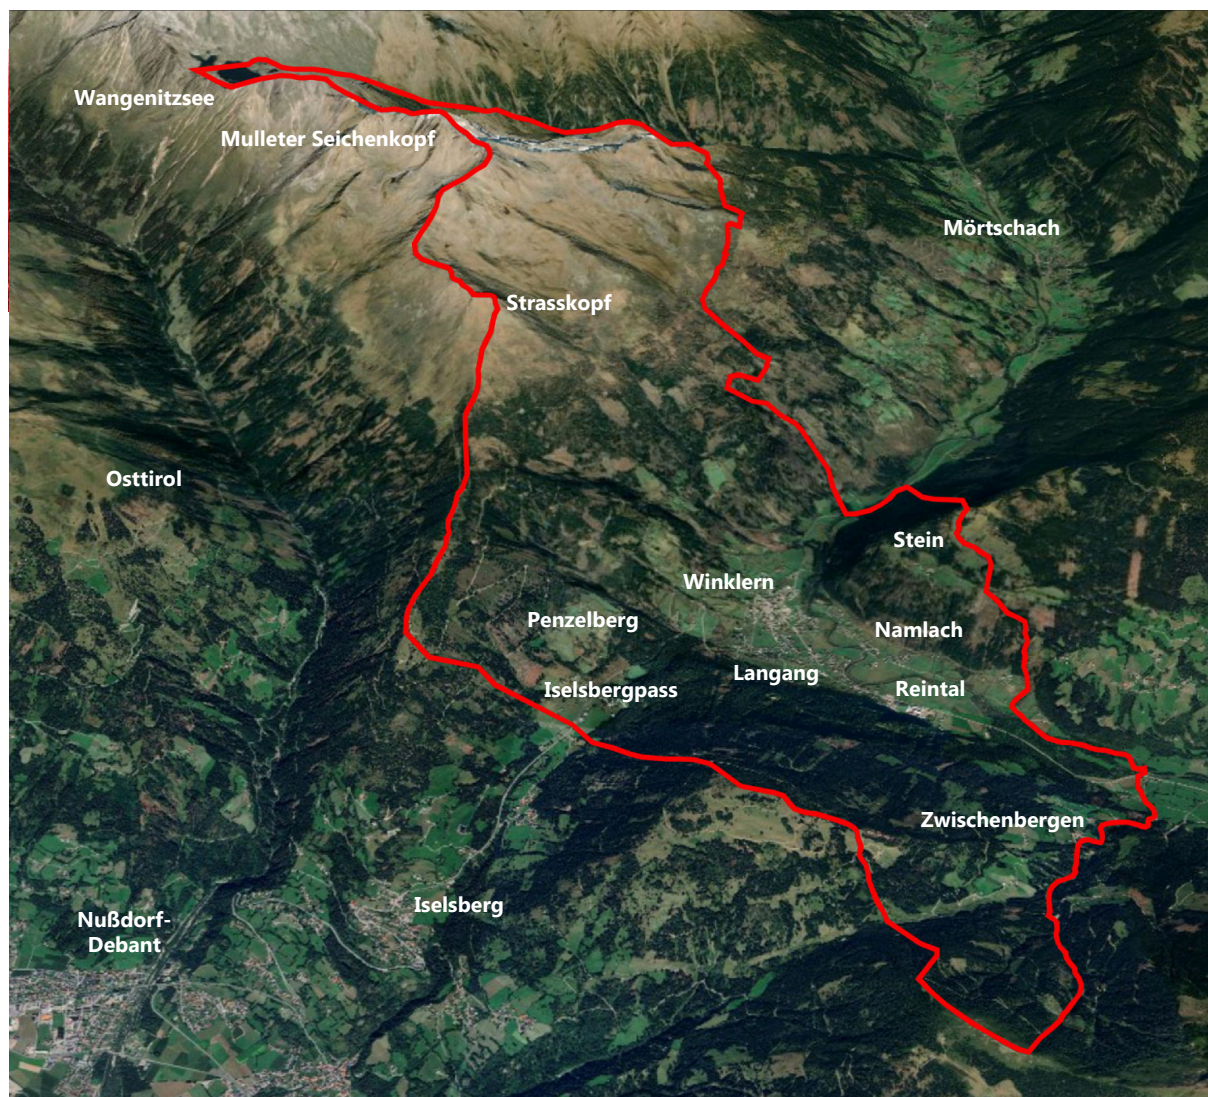 Wangenitzsee
Mulleter Seichenkopf
Mörtschach
Strasskopf
Osttirol
Stein
Winklern
Penzelberg
Namlach
Langang
Iselsbergpass
Reintal
Zwischenbergen
Iselsberg
Nußdorf-
Debant